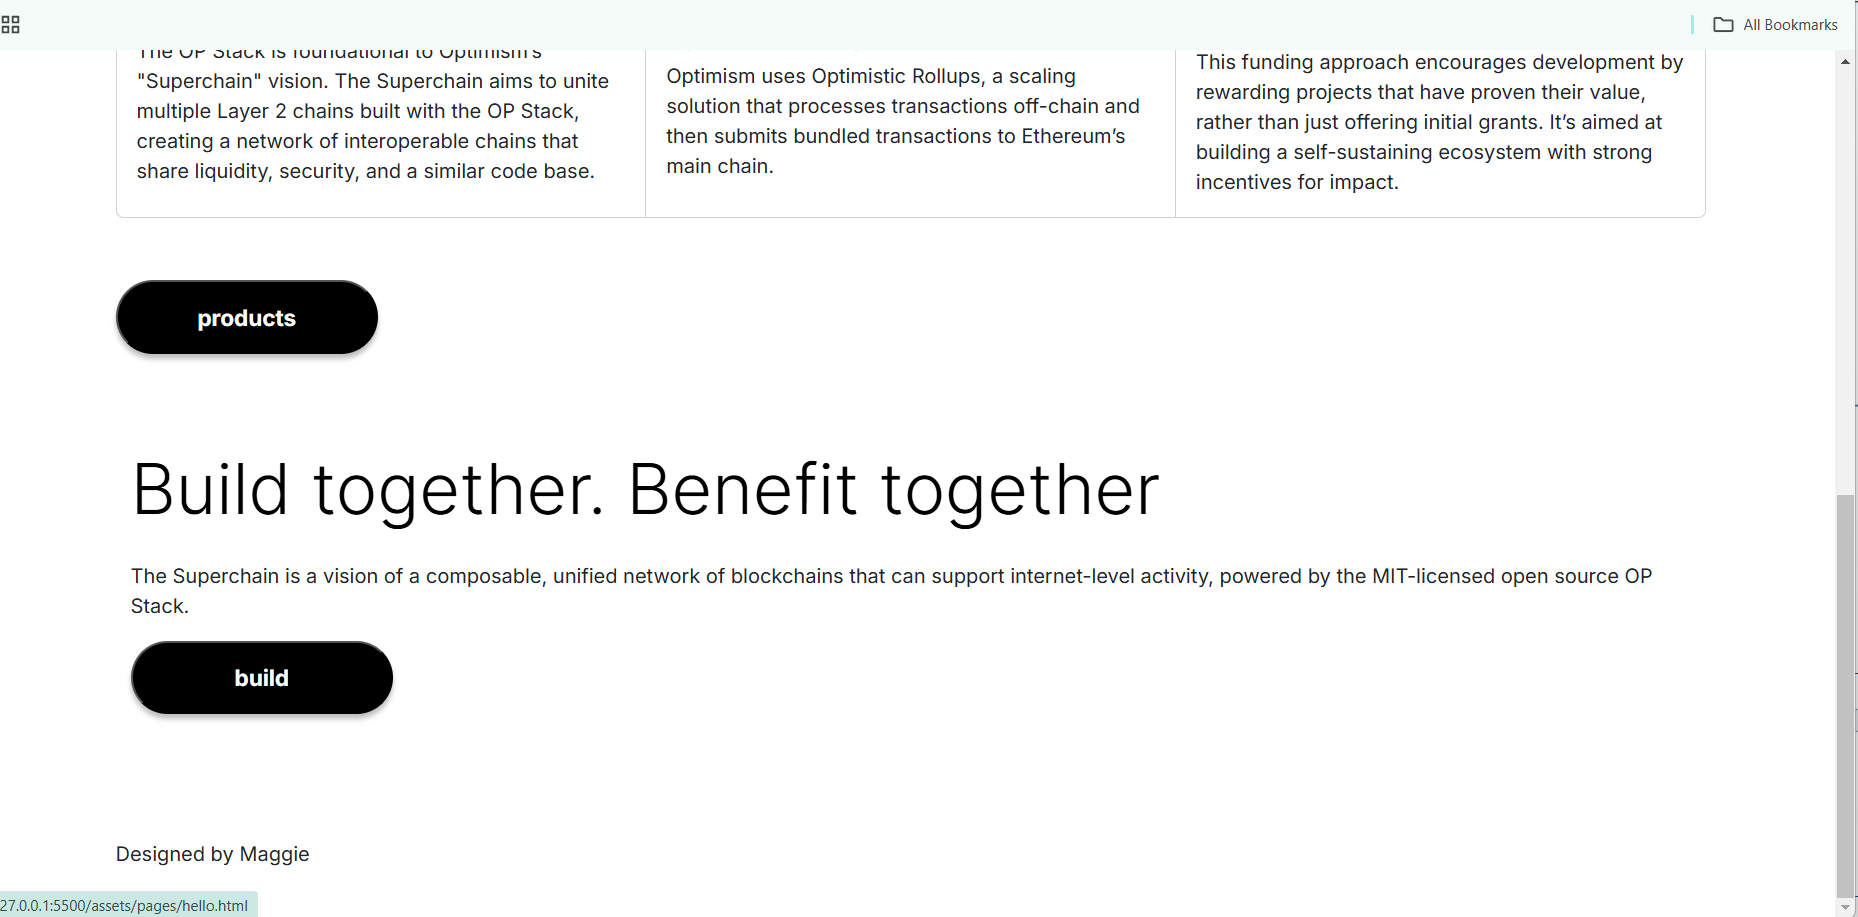 All Bookmarks
The OP Stack is foundational to Optimism's
"Superchain" vision. The Superchain aims to unite
multiple Layer 2 chains built with the OP Stack,
creating a network of interoperable chains that
share liquidity, security, and a similar code base.
Optimism uses Optimistic Rollups, a scaling
solution that processes transactions off-chain and
then submits bundled transactions to Ethereum’s
main chain.
This funding approach encourages development by
rewarding projects that have proven their value,
rather than just offering initial grants. It’s aimed at
building a self-sustaining ecosystem with strong
incentives for impact.
products
Build together. Benefit together
The Superchain is a vision of a composable, unified network of blockchains that can support internet-level activity, powered by the MIT-licensed open source OP
Stack.
build
Designed by Maggie
27.0.0.1:5500/assets/pages/hello.html